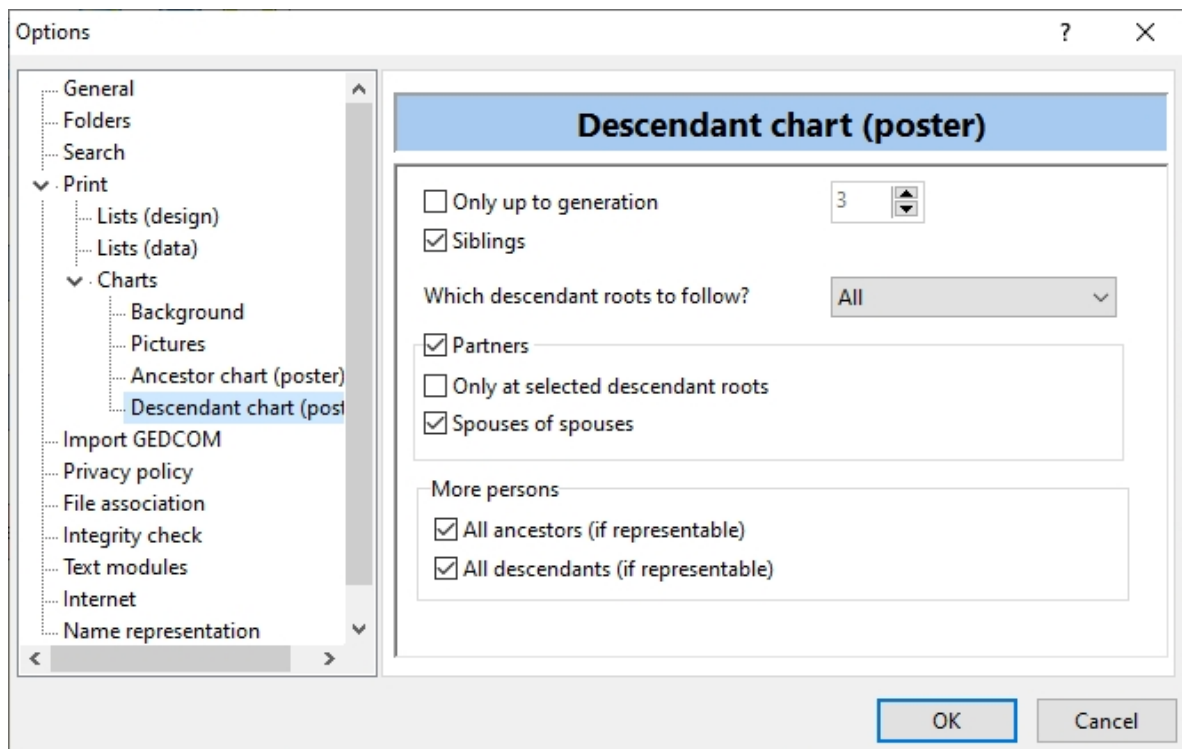 Options
General
Folders
Search
Print
Lists (design)
Lists (data)
Charts
Background
Pictures
Ancestor chart (poster)
Descendant chart (post
Import GEDCOM
Privacy policy
File association
Integrity check
Text modules
Internet
Name representation
Descendant chart (poster)
Only up to generation 3
Siblings
Which descendant roots to follow? All
Partners
Only at selected descendant roots
Spouses of spouses
More persons
All ancestors (if representable)
All descendants (if representable)
OK Cancel